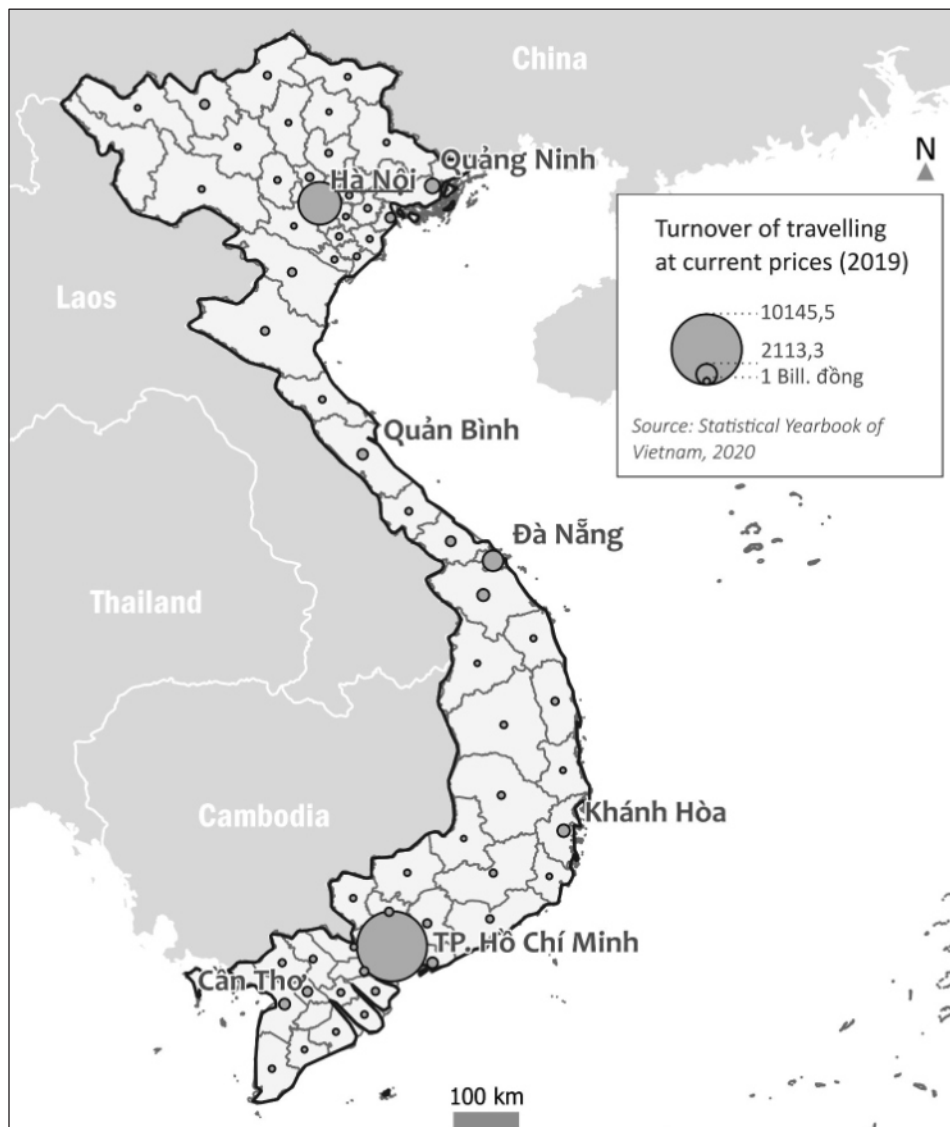 China
N
Quảng Ninh
Hà Nội
Turnover of travelling
at current prices (2019)
10145,5
2113,3
1 Bill. đồng
Source: Statistical Yearbook of
Vietnam, 2020
Laos
Quản Bình
Đà Nẵng
Thailand
Cambodia
Khánh Hòa
TP. Hồ Chí Minh
Cần Thơ
100 km